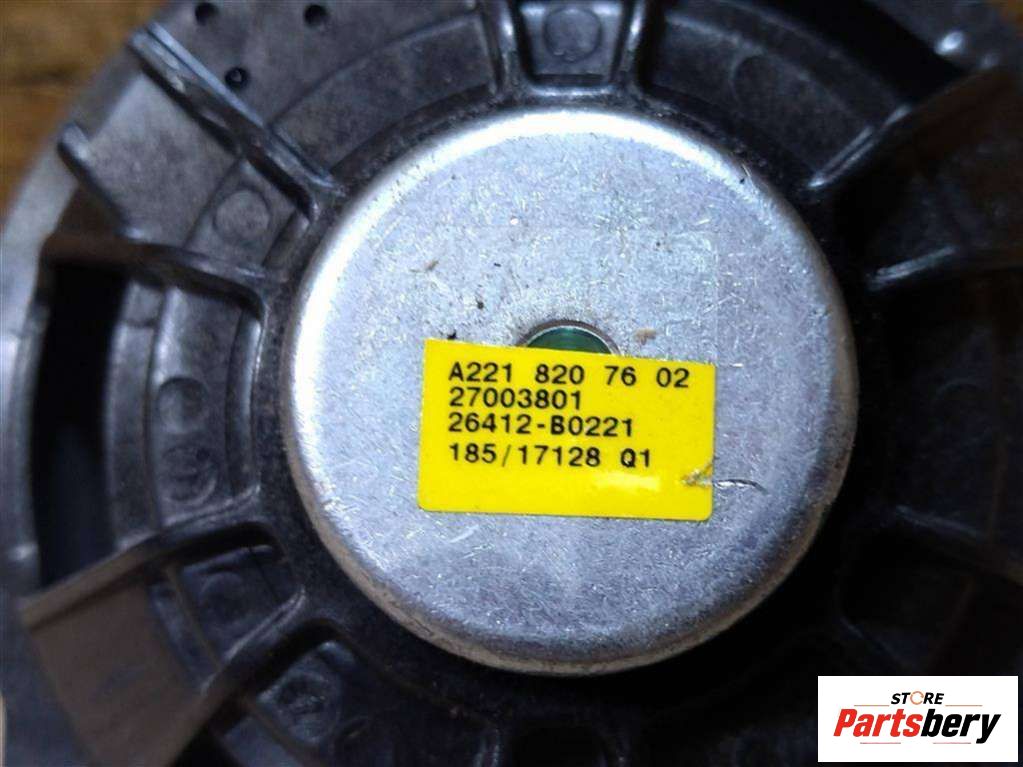 A221 820 76 02
27003801
26412-B0221
185/17128 Q1
STORE
Partsbery